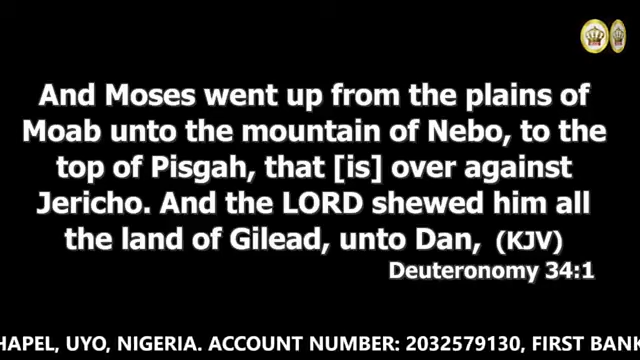 And Moses went up from the plains of
Moab unto the mountain of Nebo, to the
top of Pisgah, that [is] over against
Jericho. And the LORD shewed him all
the land of Gilead, unto Dan, (KJV)
Deuteronomy 34:1
HAPEL, UYO, NIGERIA. ACCOUNT NUMBER: 2032579130, FIRST BANK